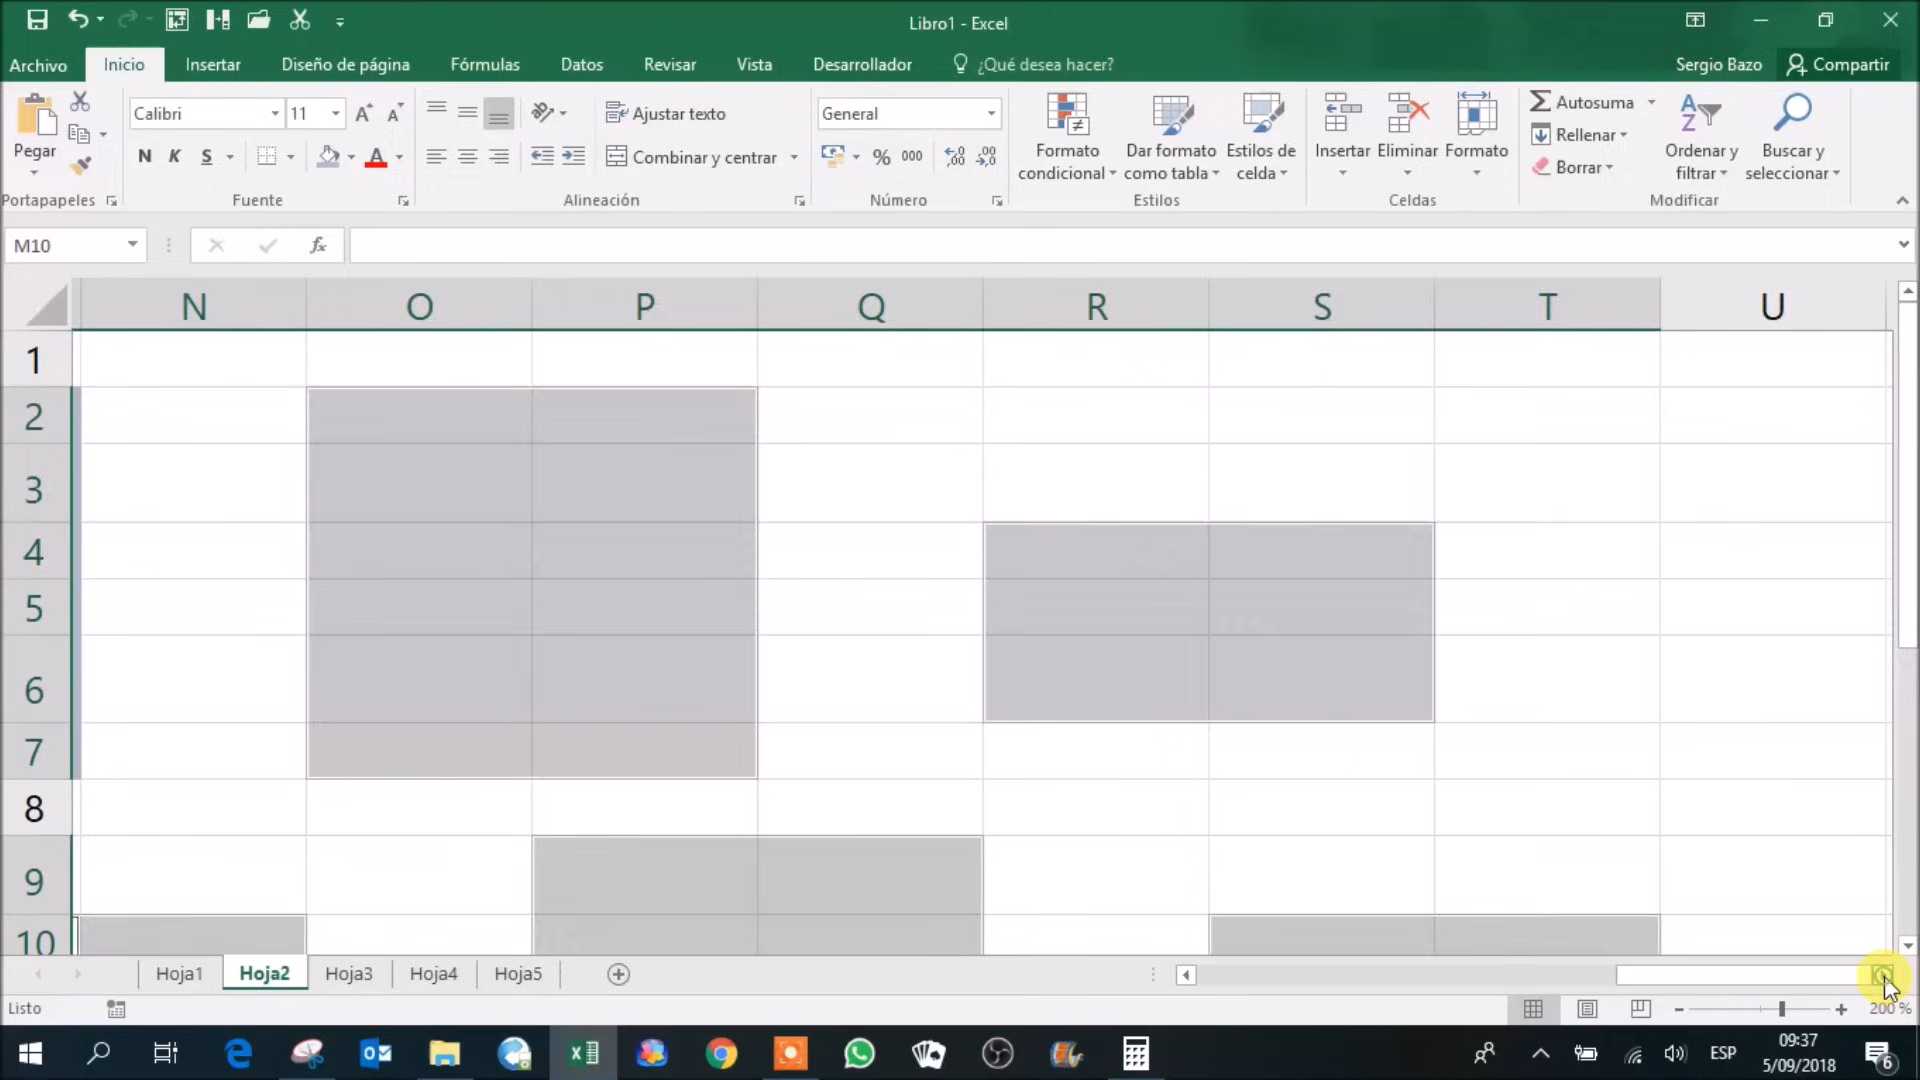 Libro1 - Excel
Archivo Inicio Insertar Diseño de página Fórmulas Datos Revisar Vista Desarrollador ¿Qué desea hacer? Sergio Bazo Compartir
Calibri 11 Ajustar texto General Autosuma
Pegar N K S Combinar y centrar % 000 Formato condicional Dar formato como tabla Estilos de celda Insertar Eliminar Formato Rellenar Ordenar y filtrar Buscar y seleccionar
Borrar
Portapapeles Fuente Alineación Número Estilos Celdas Modificar
M10 fx
N O P Q R S T U
1
2
3
4
5
6
7
8
9
10
Hoja1 Hoja2 Hoja3 Hoja4 Hoja5
Listo 200 %
ESP 09:37
5/09/2018 6